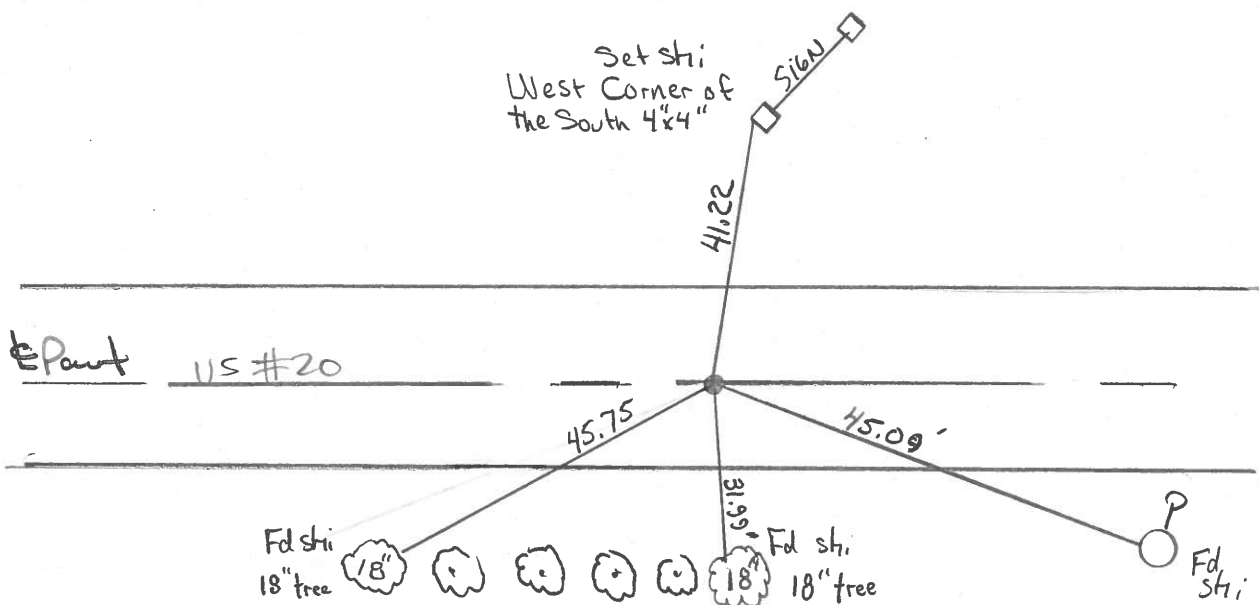 Set shi
West Corner of
the South 4"x4"
SIGN
41.22
℄ Pav't
US #20
45.75
45.09'
31.99'
Fd shi
18" tree
18"
18"
Fd shi
18" tree
P
Fd
shi